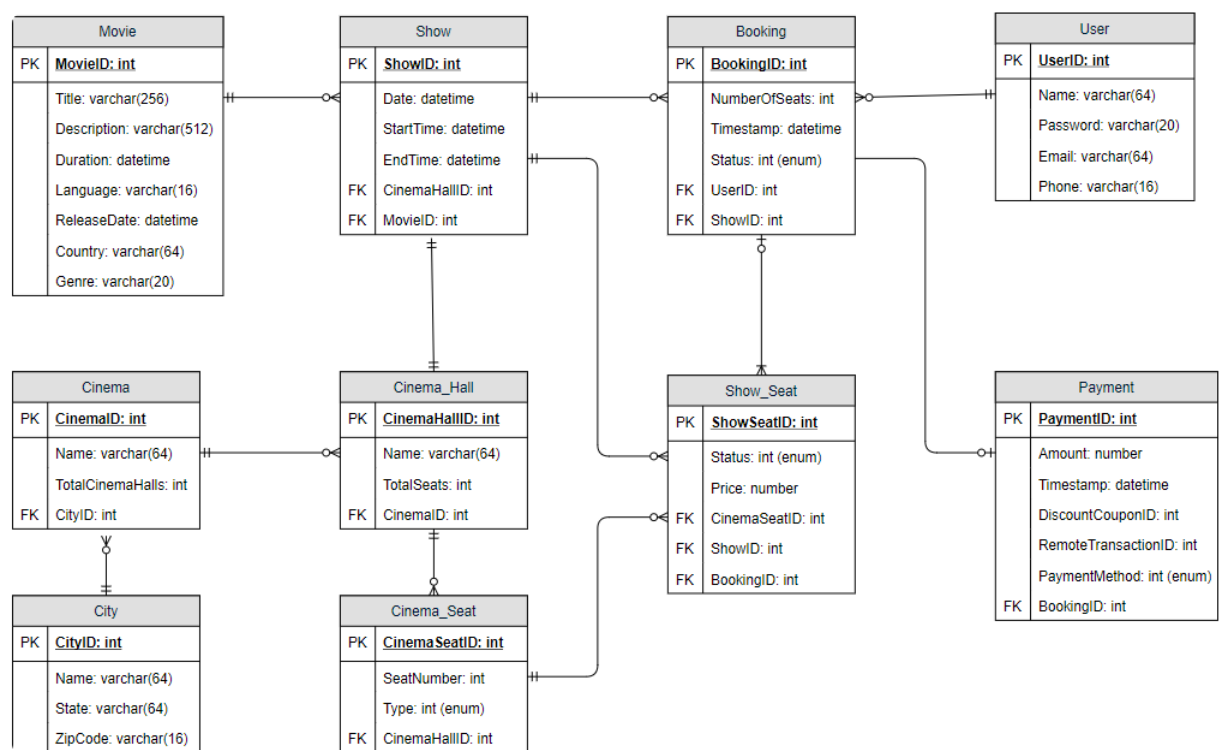 Movie
PK MovieID: int
Title: varchar(256)
Description: varchar(512)
Duration: datetime
Language: varchar(16)
ReleaseDate: datetime
Country: varchar(64)
Genre: varchar(20)
Show
PK ShowID: int
Date: datetime
StartTime: datetime
EndTime: datetime
FK CinemaHallID: int
FK MovieID: int
Booking
PK BookingID: int
NumberOfSeats: int
Timestamp: datetime
Status: int (enum)
FK UserID: int
FK ShowID: int
User
PK UserID: int
Name: varchar(64)
Password: varchar(20)
Email: varchar(64)
Phone: varchar(16)
Cinema
PK CinemaID: int
Name: varchar(64)
TotalCinemaHalls: int
FK CityID: int
Cinema_Hall
PK CinemaHallID: int
Name: varchar(64)
TotalSeats: int
FK CinemaID: int
Show_Seat
PK ShowSeatID: int
Status: int (enum)
Price: number
FK CinemaSeatID: int
FK ShowID: int
FK BookingID: int
Payment
PK PaymentID: int
Amount: number
Timestamp: datetime
DiscountCouponID: int
RemoteTransactionID: int
PaymentMethod: int (enum)
FK BookingID: int
City
PK CityID: int
Name: varchar(64)
State: varchar(64)
ZipCode: varchar(16)
Cinema_Seat
PK CinemaSeatID: int
SeatNumber: int
Type: int (enum)
FK CinemaHallID: int